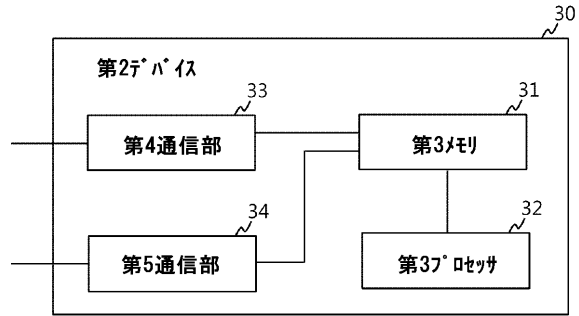 30
第2ﾃﾞﾊﾞｲｽ
33
第4通信部
31
第3ﾒﾓﾘ
34
第5通信部
32
第3ﾌﾟﾛｾｯｻ